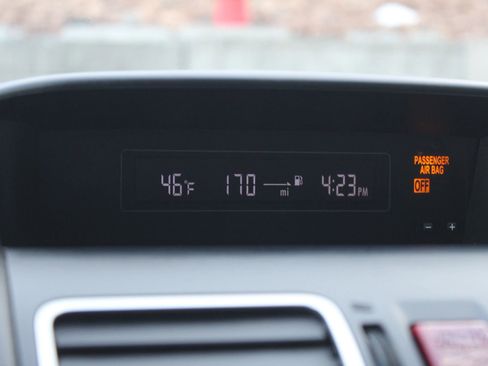 46°F 170 mi 4:23 PM
PASSENGER
AIR BAG
OFF
- +